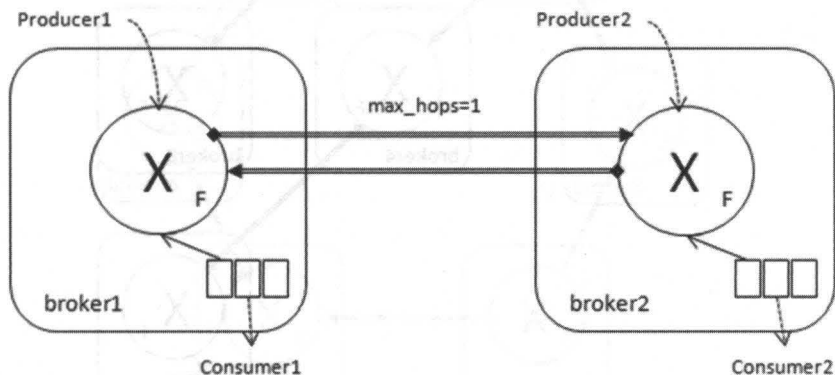 Producer1
Producer2
max_hops=1
X
F
X
F
broker1
broker2
Consumer1
Consumer2